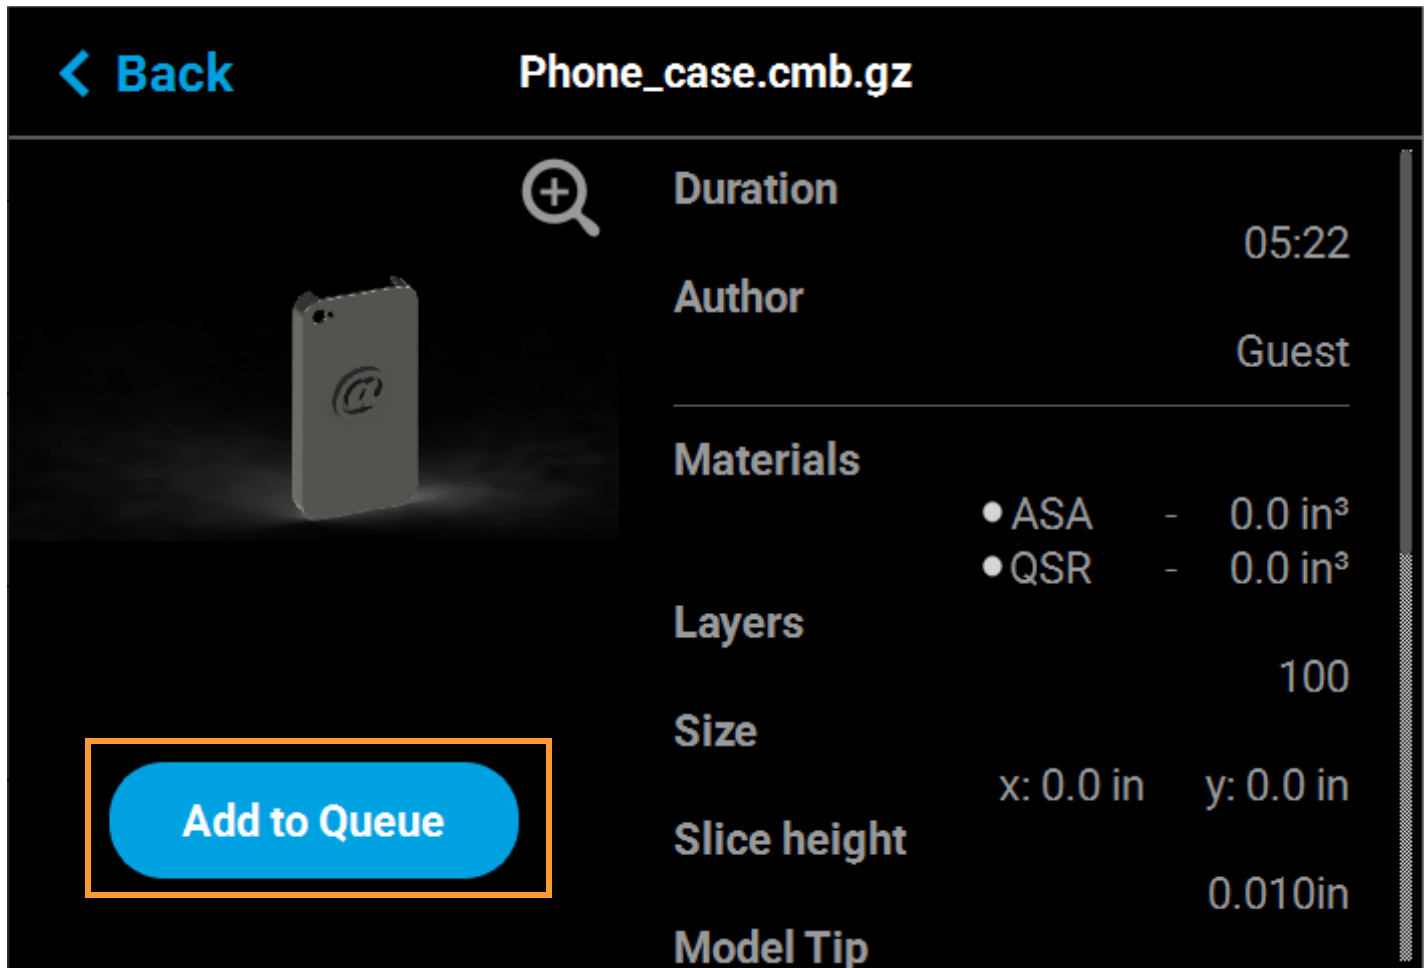 Back
Phone_case.cmb.gz
Duration
05:22
Author
Guest
Materials
ASA - 0.0 in³
QSR - 0.0 in³
Layers
100
Size
x: 0.0 in y: 0.0 in
Slice height
0.010in
Model Tip
@
Add to Queue